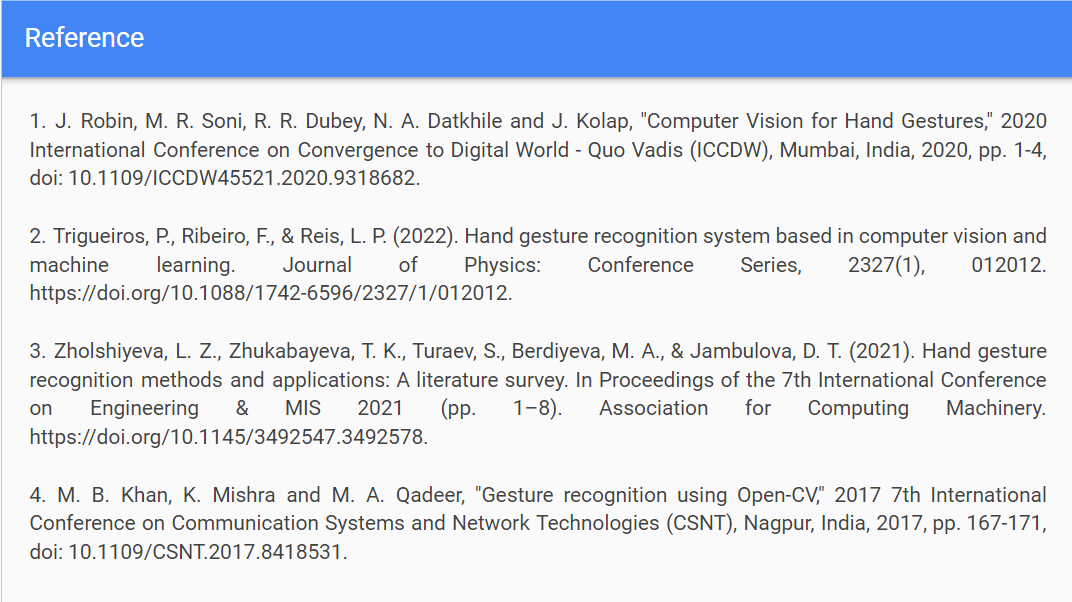 Reference
1. J. Robin, M. R. Soni, R. R. Dubey, N. A. Datkhile and J. Kolap, "Computer Vision for Hand Gestures," 2020
International Conference on Convergence to Digital World - Quo Vadis (ICCDW), Mumbai, India, 2020, pp. 1-4,
doi: 10.1109/ICCDW45521.2020.9318682.
2. Trigueiros, P., Ribeiro, F., & Reis, L. P. (2022). Hand gesture recognition system based in computer vision and
machine learning. Journal of Physics: Conference Series, 2327(1), 012012.
https://doi.org/10.1088/1742-6596/2327/1/012012.
3. Zholshiyeva, L. Z., Zhukabayeva, T. K., Turaev, S., Berdiyeva, M. A., & Jambulova, D. T. (2021). Hand gesture
recognition methods and applications: A literature survey. In Proceedings of the 7th International Conference
on Engineering & MIS 2021 (pp. 1–8). Association for Computing Machinery.
https://doi.org/10.1145/3492547.3492578.
4. M. B. Khan, K. Mishra and M. A. Qadeer, "Gesture recognition using Open-CV," 2017 7th International
Conference on Communication Systems and Network Technologies (CSNT), Nagpur, India, 2017, pp. 167-171,
doi: 10.1109/CSNT.2017.8418531.